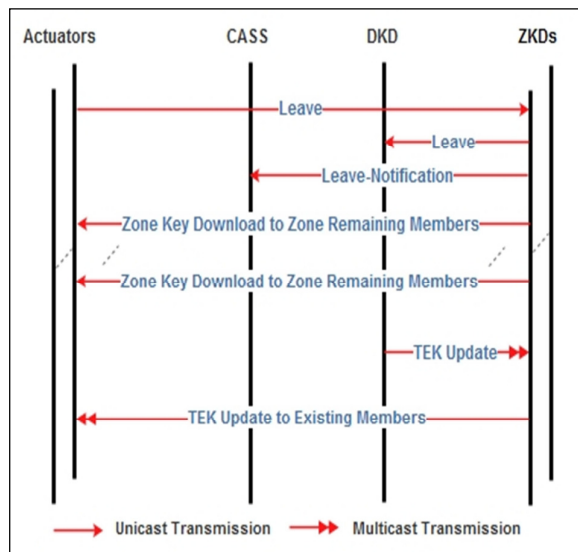 Actuators CASS DKD ZKDs
Leave
Leave
Leave-Notification
Zone Key Download to Zone Remaining Members
Zone Key Download to Zone Remaining Members
TEK Update
TEK Update to Existing Members
Unicast Transmission Multicast Transmission